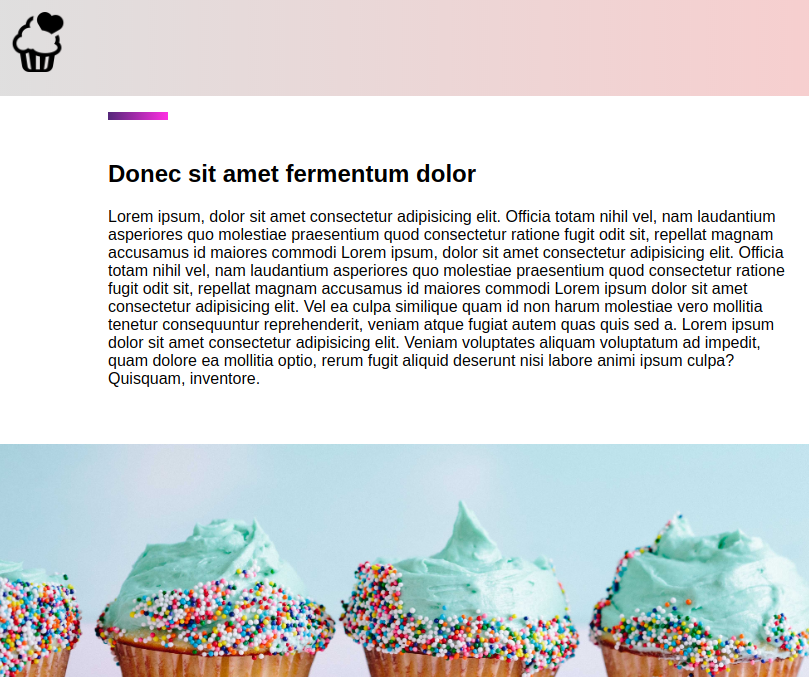 Donec sit amet fermentum dolor
Lorem ipsum, dolor sit amet consectetur adipisicing elit. Officia totam nihil vel, nam laudantium
asperiores quo molestiae praesentium quod consectetur ratione fugit odit sit, repellat magnam
accusamus id maiores commodi Lorem ipsum, dolor sit amet consectetur adipisicing elit. Officia
totam nihil vel, nam laudantium asperiores quo molestiae praesentium quod consectetur ratione
fugit odit sit, repellat magnam accusamus id maiores commodi Lorem ipsum dolor sit amet
consectetur adipisicing elit. Vel ea culpa similique quam id non harum molestiae vero mollitia
tenetur consequuntur reprehenderit, veniam atque fugiat autem quas quis sed a. Lorem ipsum
dolor sit amet consectetur adipisicing elit. Veniam voluptates aliquam voluptatum ad impedit,
quam dolore ea mollitia optio, rerum fugit aliquid deserunt nisi labore animi ipsum culpa?
Quisquam, inventore.